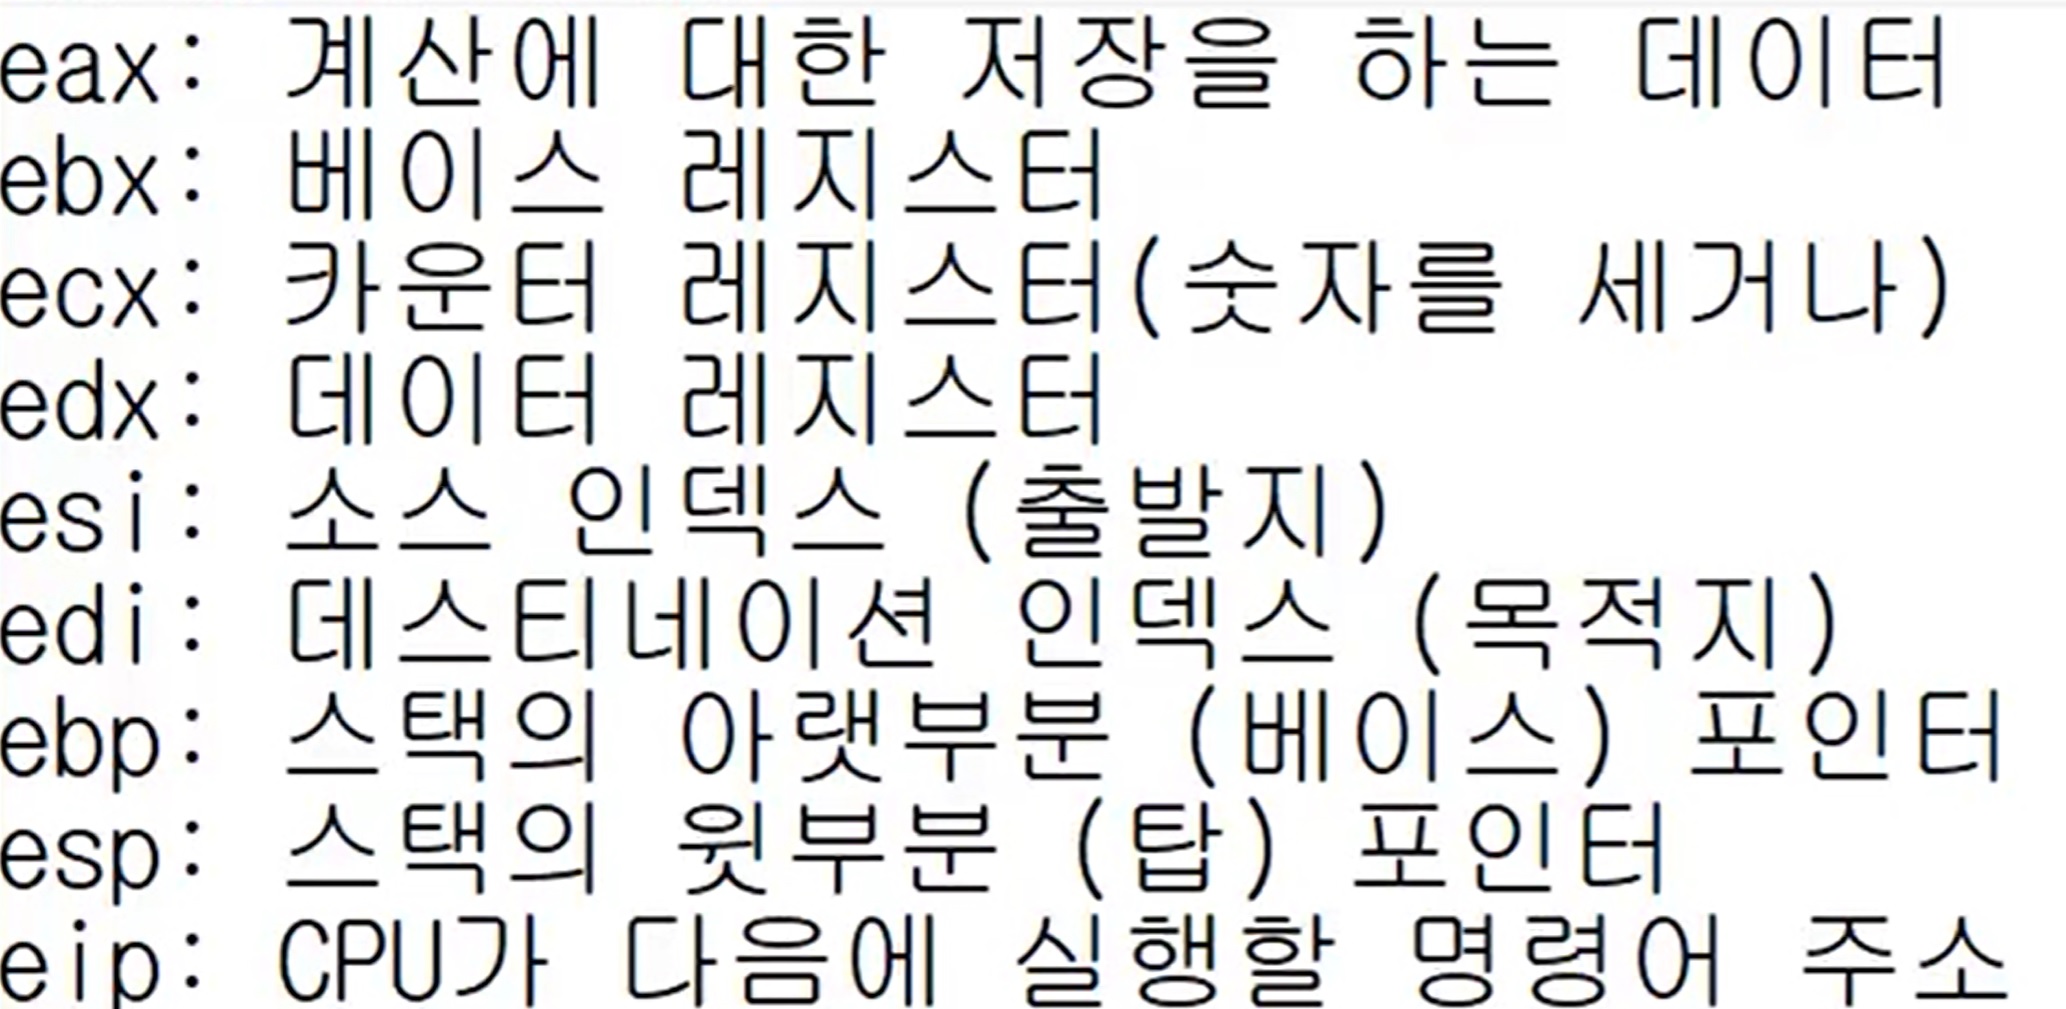 eax: 계산에 대한 저장을 하는 데이터
ebx: 베이스 레지스터
ecx: 카운터 레지스터(숫자를 세거나)
edx: 데이터 레지스터
esi: 소스 인덱스 (출발지)
edi: 데스티네이션 인덱스 (목적지)
ebp: 스택의 아랫부분 (베이스) 포인터
esp: 스택의 윗부분 (탑) 포인터
eip: CPU가 다음에 실행할 명령어 주소